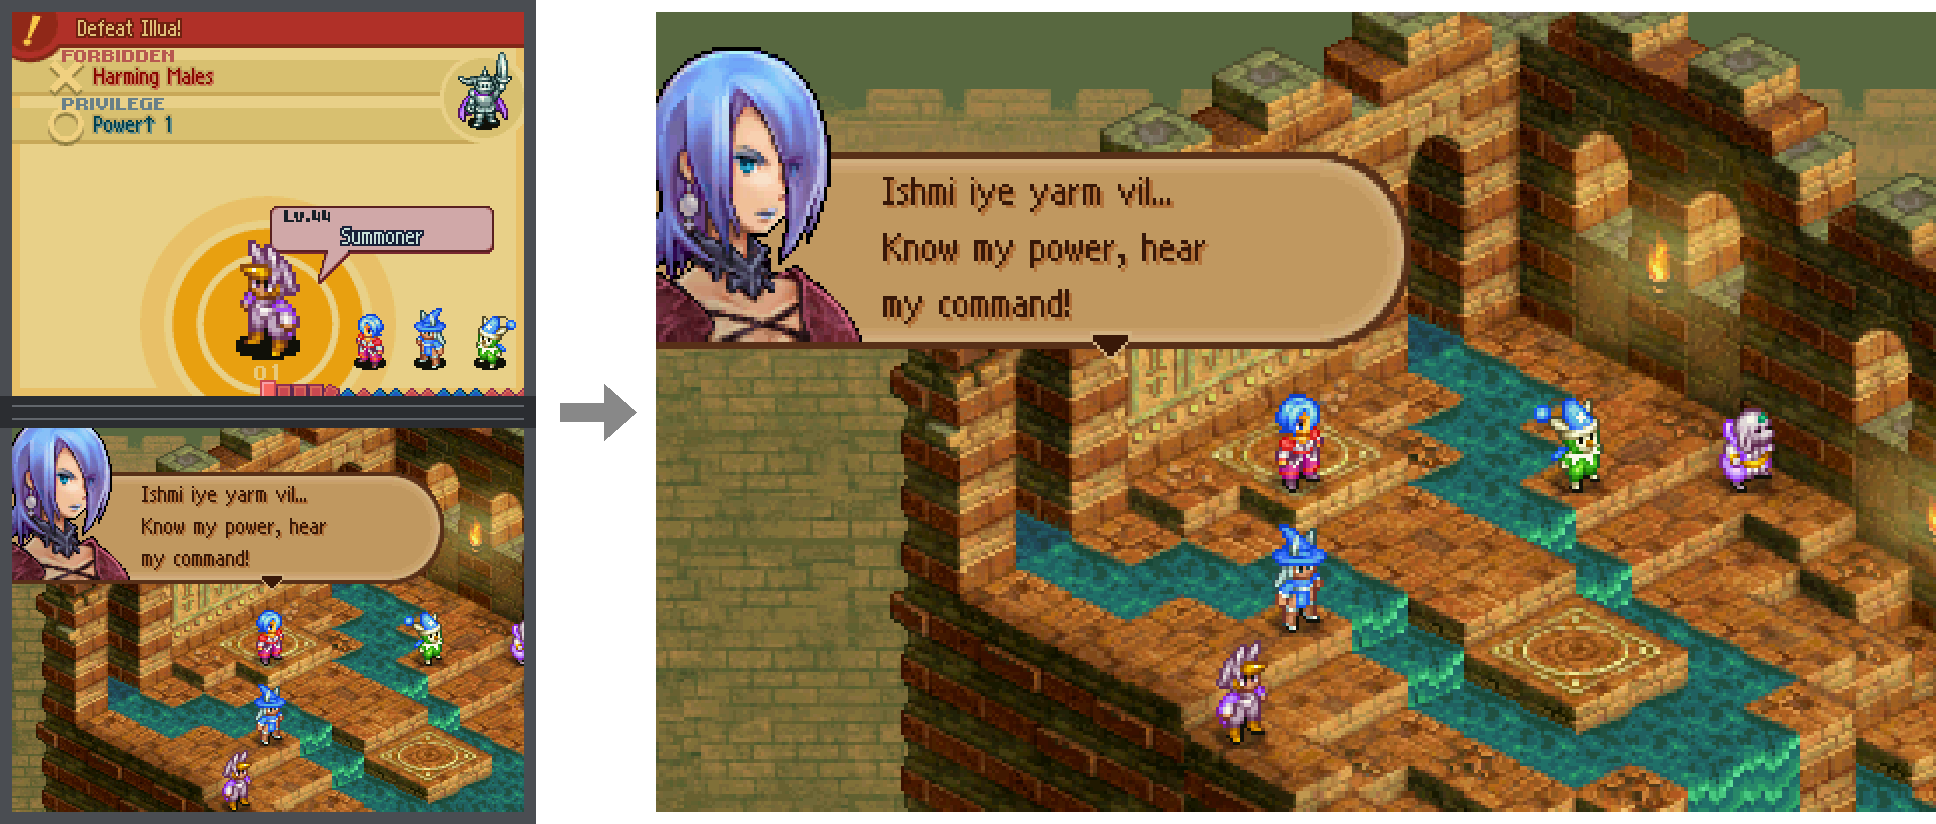 Defeat Illua!
FORBIDDEN
Harming Males
PRIVILEGE
Power↑ 1
Lv.44
Summoner
01
Ishmi iye yarm vil...
Know my power, hear
my command!
Ishmi iye yarm vil...
Know my power, hear
my command!